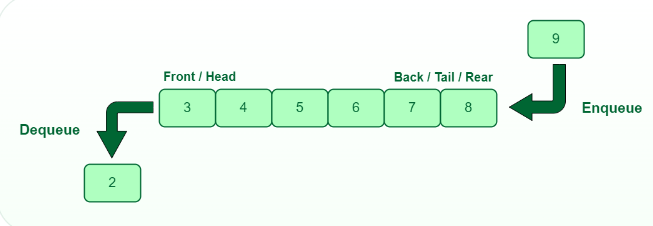 9
Front / Head
Back / Tail / Rear
3 4 5 6 7 8
Enqueue
Dequeue
2